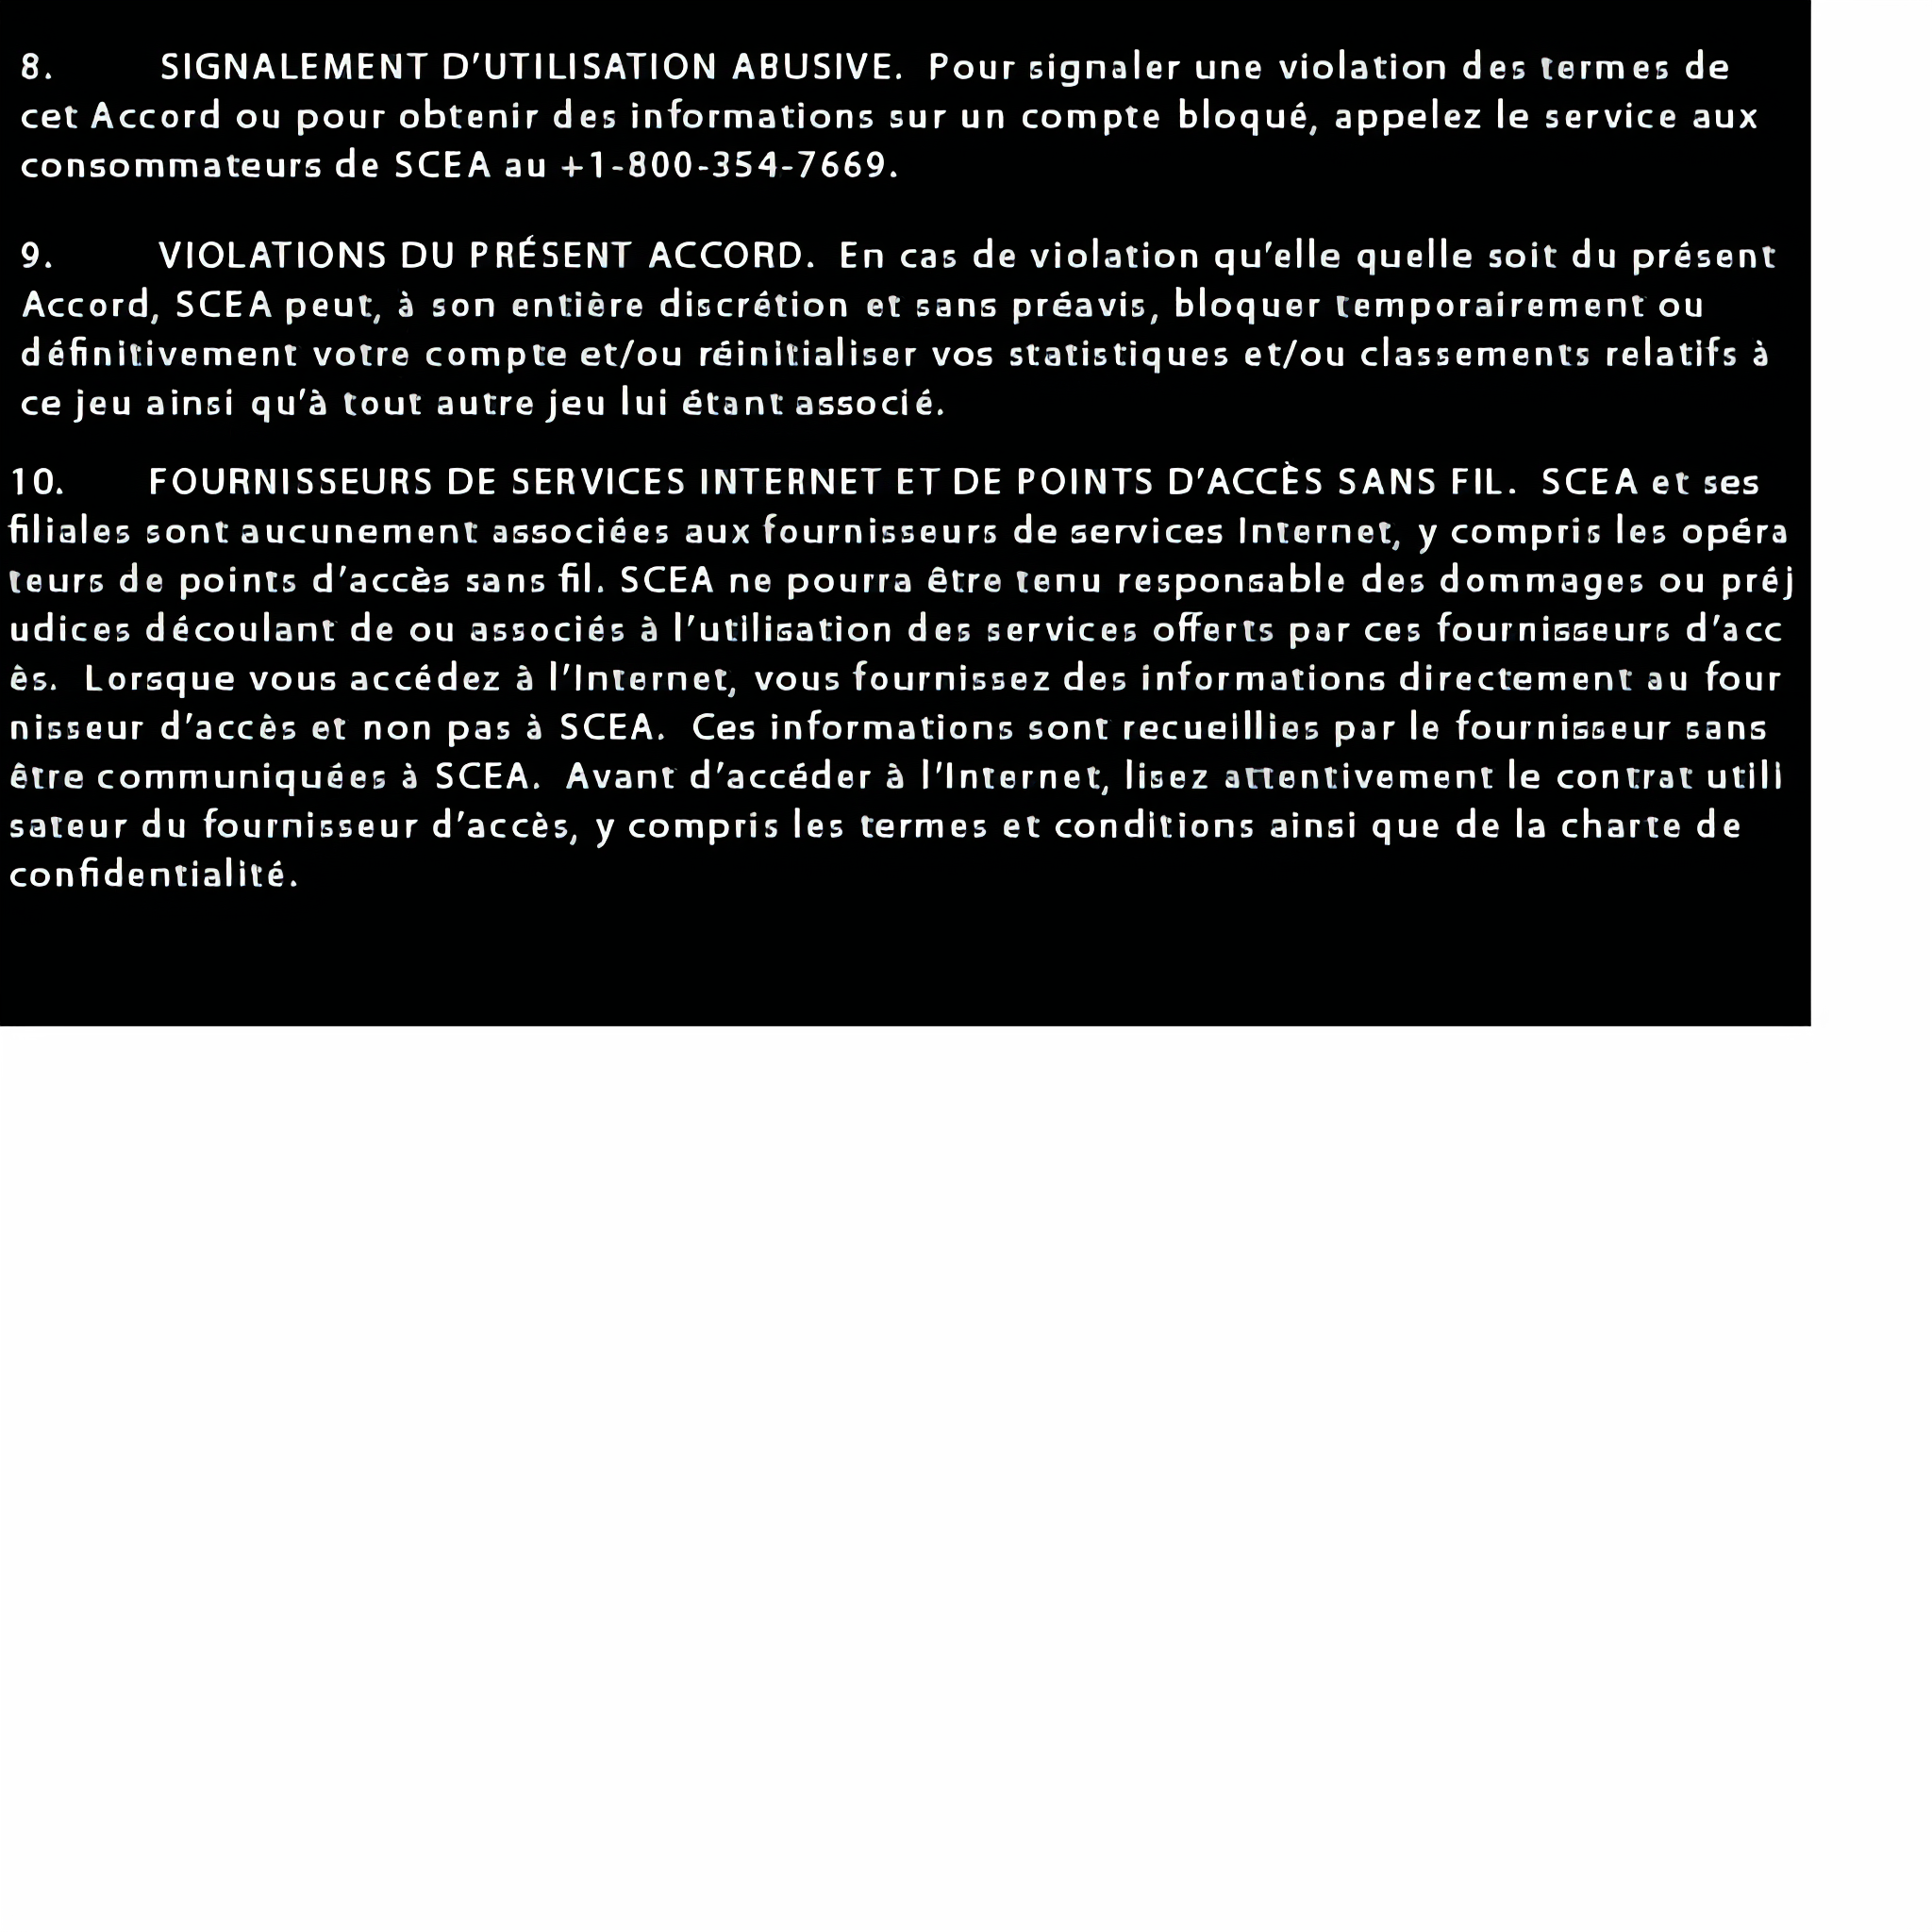 8. SIGNALEMENT D'UTILISATION ABUSIVE. Pour signaler une violation des termes de
cet Accord ou pour obtenir des informations sur un compte bloqué, appelez le service aux
consommateurs de SCEA au +1-800-354-7669.
9. VIOLATIONS DU PRÉSENT ACCORD. En cas de violation qu'elle quelle soit du présent
Accord, SCEA peut, à son entière discrétion et sans préavis, bloquer temporairement ou
définitivement votre compte et/ou réinitialiser vos statistiques et/ou classements relatifs à
ce jeu ainsi qu'à tout autre jeu lui étant associé.
10. FOURNISSEURS DE SERVICES INTERNET ET DE POINTS D'ACCÈS SANS FIL. SCEA et ses
filiales sont aucunement associées aux fournisseurs de services Internet, y compris les opéra
teurs de points d'accès sans fil. SCEA ne pourra être tenu responsable des dommages ou préj
udices découlant de ou associés à l'utilisation des services offerts par ces fournisseurs d'acc
ès. Lorsque vous accédez à l'Internet, vous fournissez des informations directement au four
nisseur d'accès et non pas à SCEA. Ces informations sont recueillies par le fournisseur sans
être communiquées à SCEA. Avant d'accéder à l'Internet, lisez attentivement le contrat utili
sateur du fournisseur d'accès, y compris les termes et conditions ainsi que de la charte de
confidentialité.